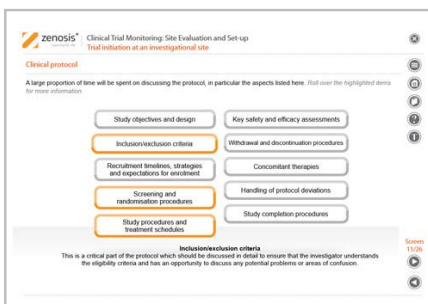 zenosis
Clinical Trial Monitoring: Site Evaluation and Set-up
Trial initiation at an investigational site
Clinical protocol
A large proportion of time will be spent on discussing the protocol, in particular the aspects listed here. Roll over the highlighted items
for more information.
Study objectives and design
Key safety and efficacy assessments
Inclusion/exclusion criteria
Withdrawal and discontinuation procedures
Recruitment timelines, strategies
and expectations for enrolment
Concomitant therapies
Screening and
randomisation procedures
Handling of protocol deviations
Study procedures and
treatment schedules
Study completion procedures
Inclusion/exclusion criteria
This is a critical part of the protocol which should be discussed in detail to ensure that the investigator understands
the eligibility criteria and has an opportunity to discuss any potential problems or areas of confusion.
Screen
11/26